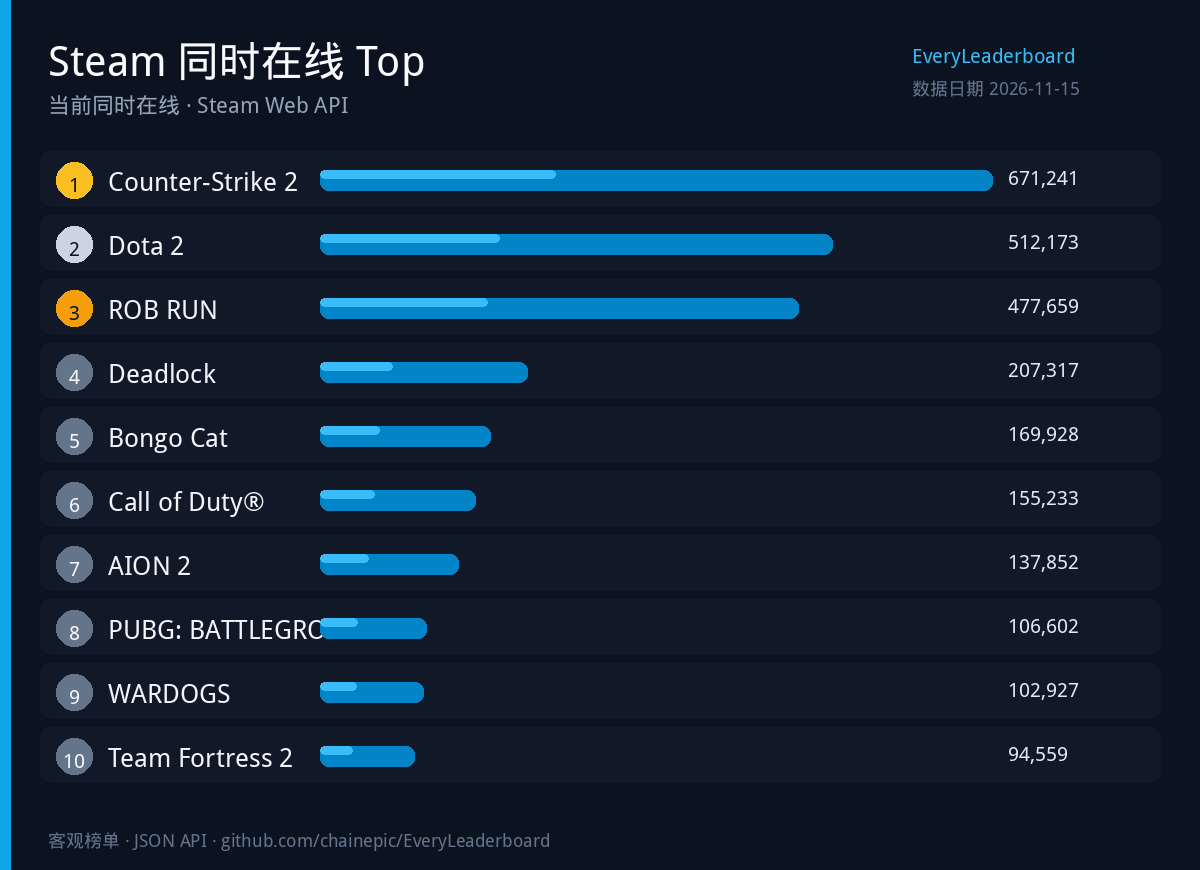 Steam 同时在线 Top
当前同时在线 · Steam Web API
EveryLeaderboard
数据日期 2026-11-15
1 Counter-Strike 2 671,241
2 Dota 2 512,173
3 ROB RUN 477,659
4 Deadlock 207,317
5 Bongo Cat 169,928
6 Call of Duty® 155,233
7 AION 2 137,852
8 PUBG: BATTLEGRO 106,602
9 WARDOGS 102,927
10 Team Fortress 2 94,559
客观榜单 · JSON API · github.com/chainepic/EveryLeaderboard